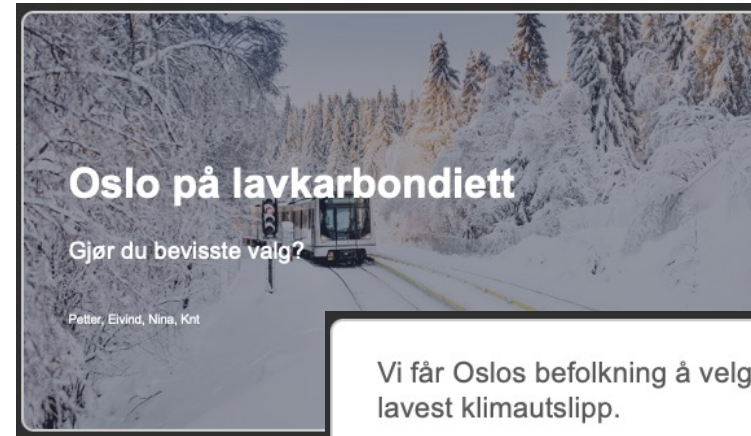 Oslo på lavkarbondiett
Gjør du bevisste valg?
Petter, Eivind, Nina, Knt
Vi får Oslos befolkning å velg
lavest klimautslipp.